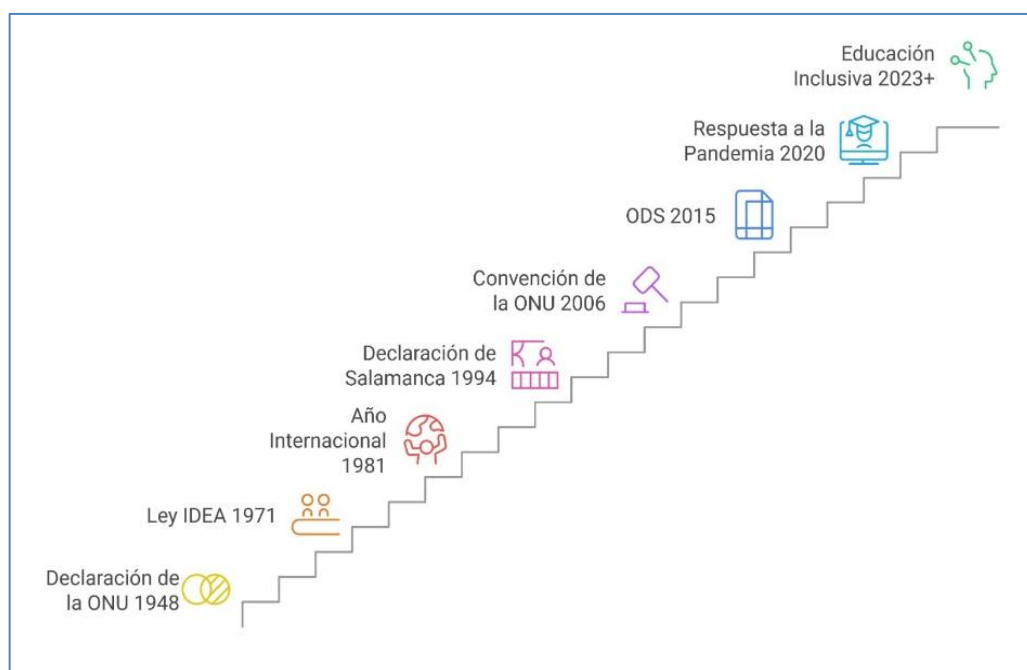 Educación
Inclusiva 2023+
Respuesta a la
Pandemia 2020
ODS 2015
Convención de
la ONU 2006
Declaración de
Salamanca 1994
Año
Internacional
1981
Ley IDEA 1971
Declaración de
la ONU 1948